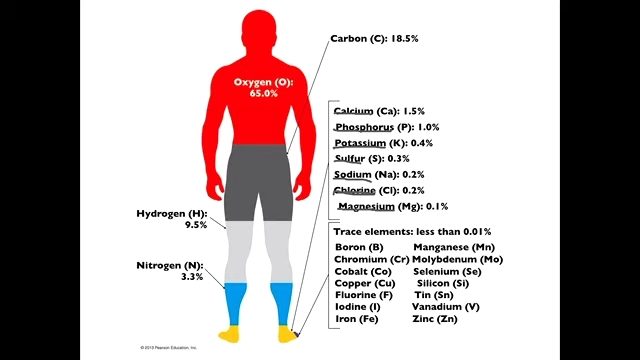 Carbon (C): 18.5%
Oxygen (O):
65.0%
Calcium (Ca): 1.5%
Phosphorus (P): 1.0%
Potassium (K): 0.4%
Sulfur (S): 0.3%
Sodium (Na): 0.2%
Chlorine (Cl): 0.2%
Magnesium (Mg): 0.1%
Hydrogen (H):
9.5%
Nitrogen (N):
3.3%
Trace elements: less than 0.01%
Boron (B) Manganese (Mn)
Chromium (Cr) Molybdenum (Mo)
Cobalt (Co) Selenium (Se)
Copper (Cu) Silicon (Si)
Fluorine (F) Tin (Sn)
Iodine (I) Vanadium (V)
Iron (Fe) Zinc (Zn)
© 2015 Pearson Education, Inc.